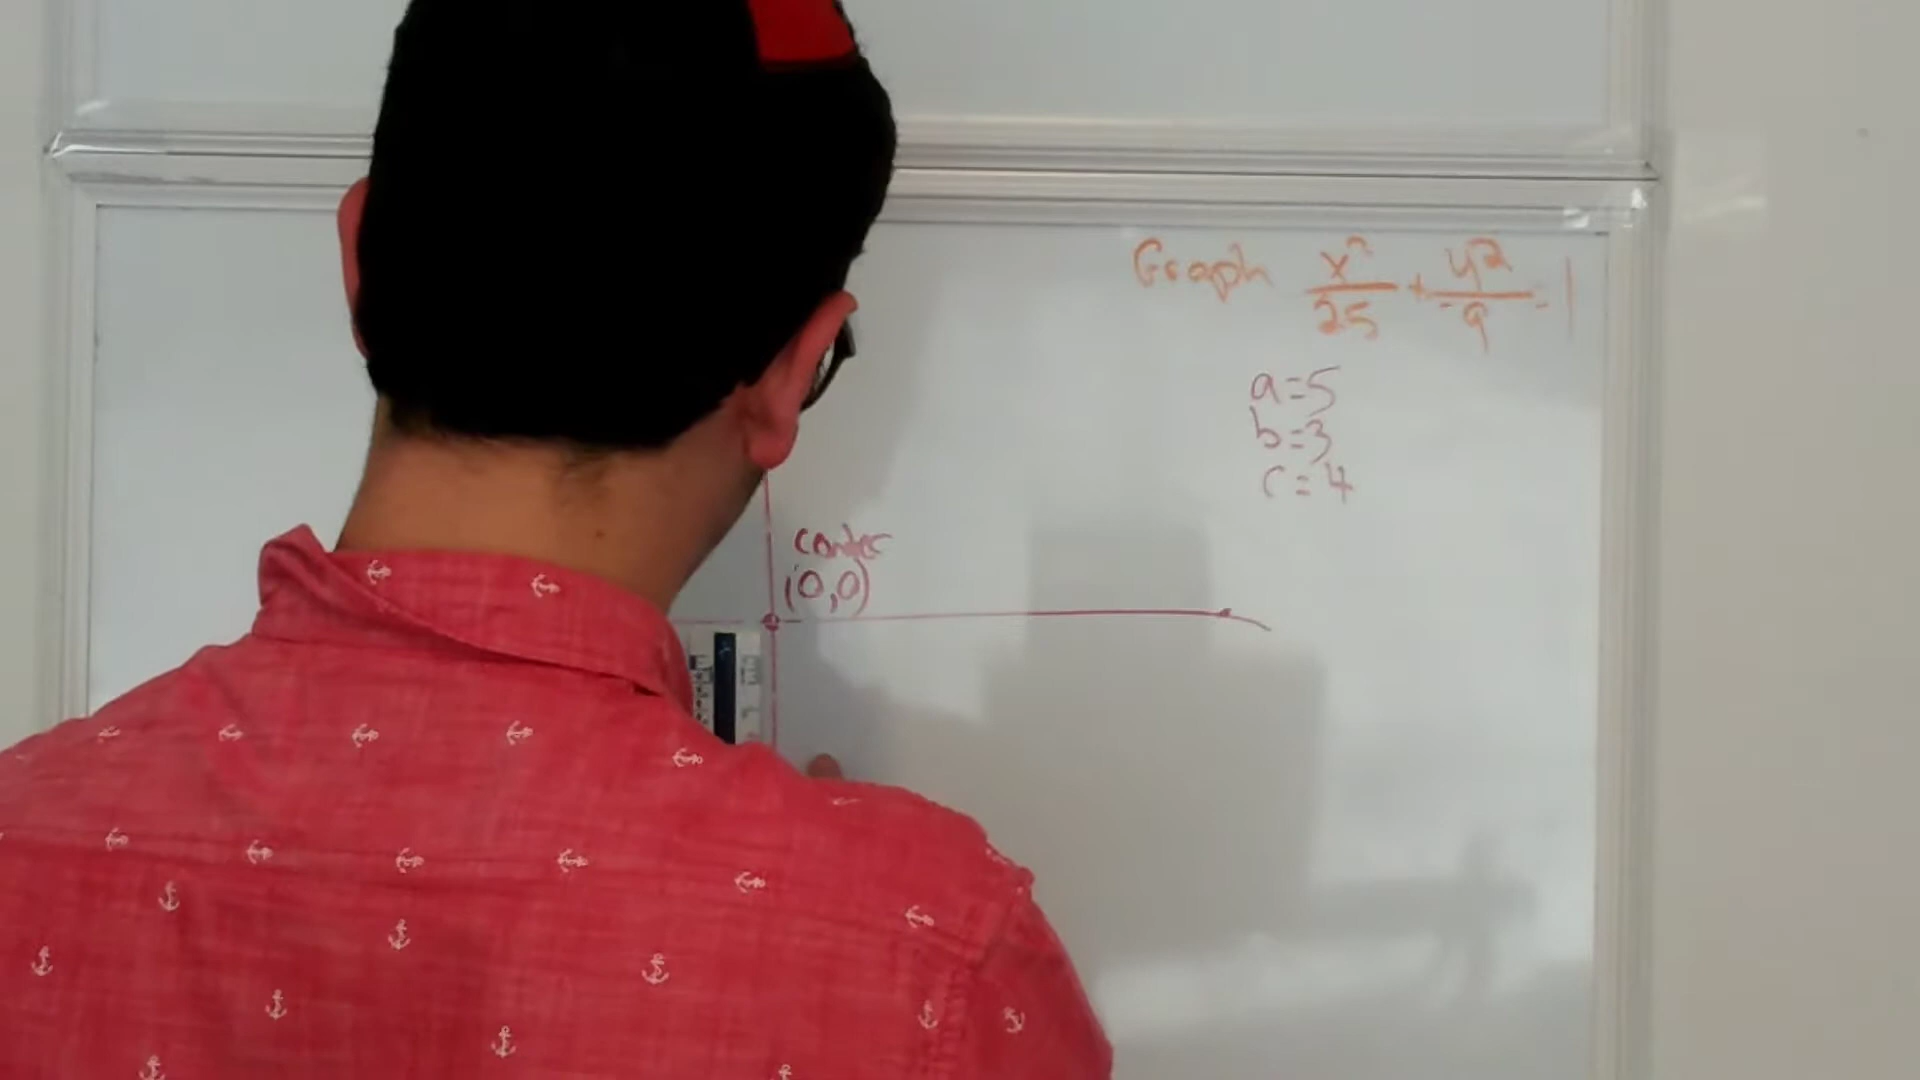 Graph x²/25 + y²/9 = 1
a=5
b=3
c=4
center
(0,0)